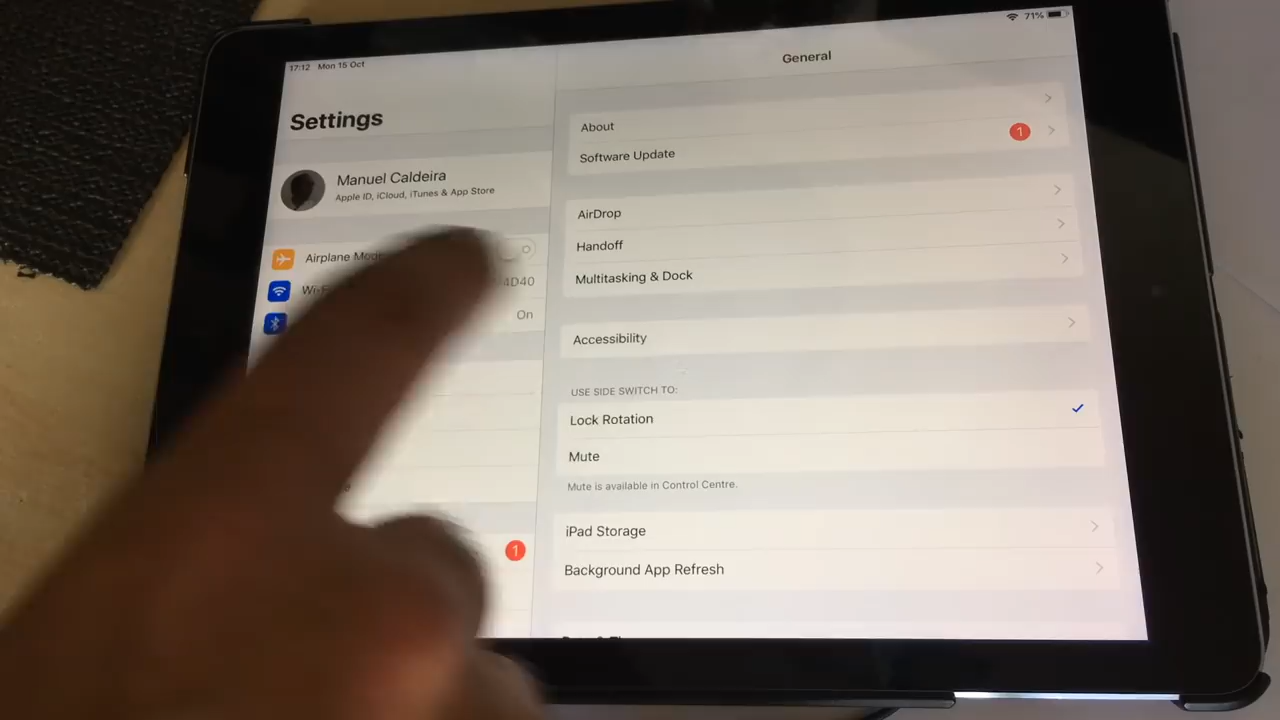 17:12 Mon 15 Oct
71%
Settings
General
Manuel Caldeira
Apple ID, iCloud, iTunes & App Store
Airplane Mode
4D40
On
1
About
Software Update
1
AirDrop
Handoff
Multitasking & Dock
Accessibility
USE SIDE SWITCH TO:
Lock Rotation
Mute
Mute is available in Control Centre.
iPad Storage
Background App Refresh